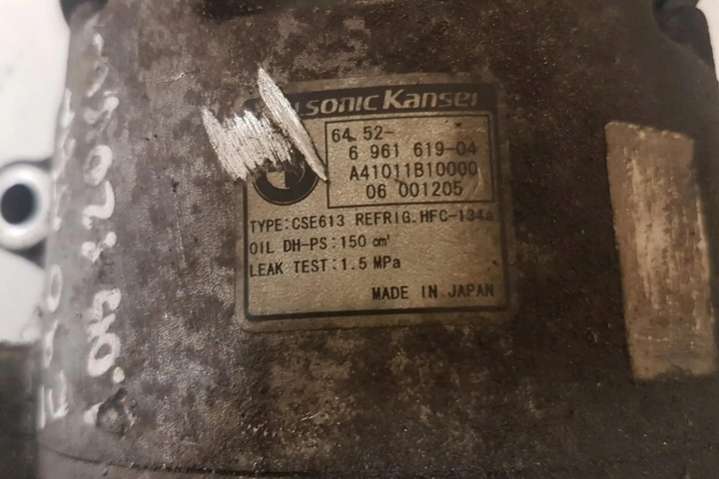 sonic Kansei
64.52-
6 961 619-04
A41011B10000
06 001205
TYPE:CSE613 REFRIG.HFC-134a
OIL DH-PS:150 cm³
LEAK TEST:1.5 MPa
MADE IN JAPAN